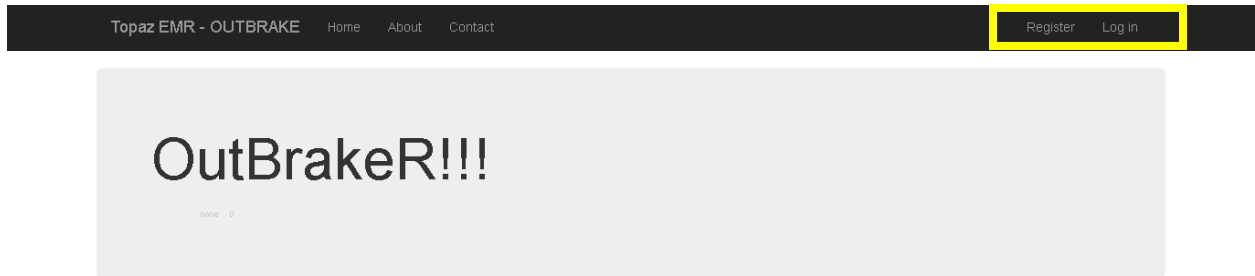 Topaz EMR - OUTBRAKE Home About Contact Register Log in
OutBrakeR!!!
none 0